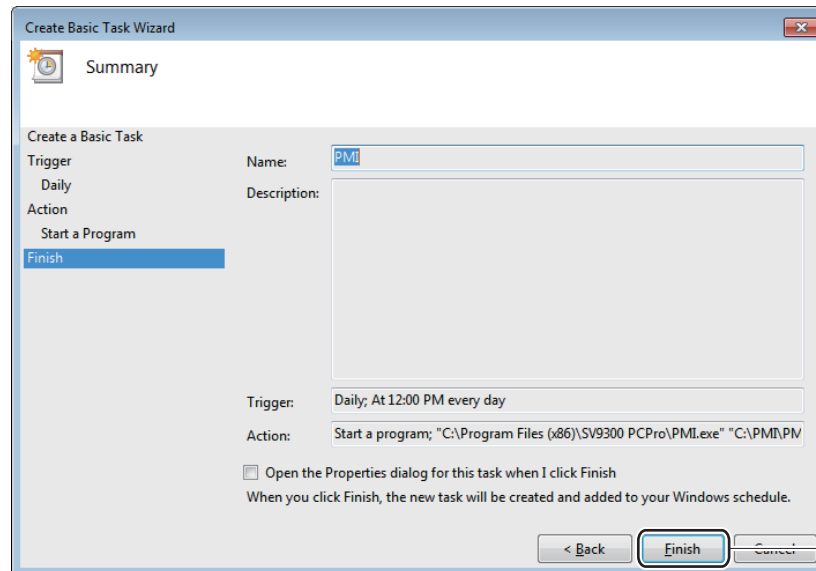 Create Basic Task Wizard
Summary
Create a Basic Task
Trigger
Daily
Action
Start a Program
Finish
Name: PMI
Description:
Trigger: Daily; At 12:00 PM every day
Action: Start a program; "C:\Program Files (x86)\SV9300 PCPro\PMI.exe" "C:\PMI\PM
Open the Properties dialog for this task when I click Finish
When you click Finish, the new task will be created and added to your Windows schedule.
< Back Finish Cancel